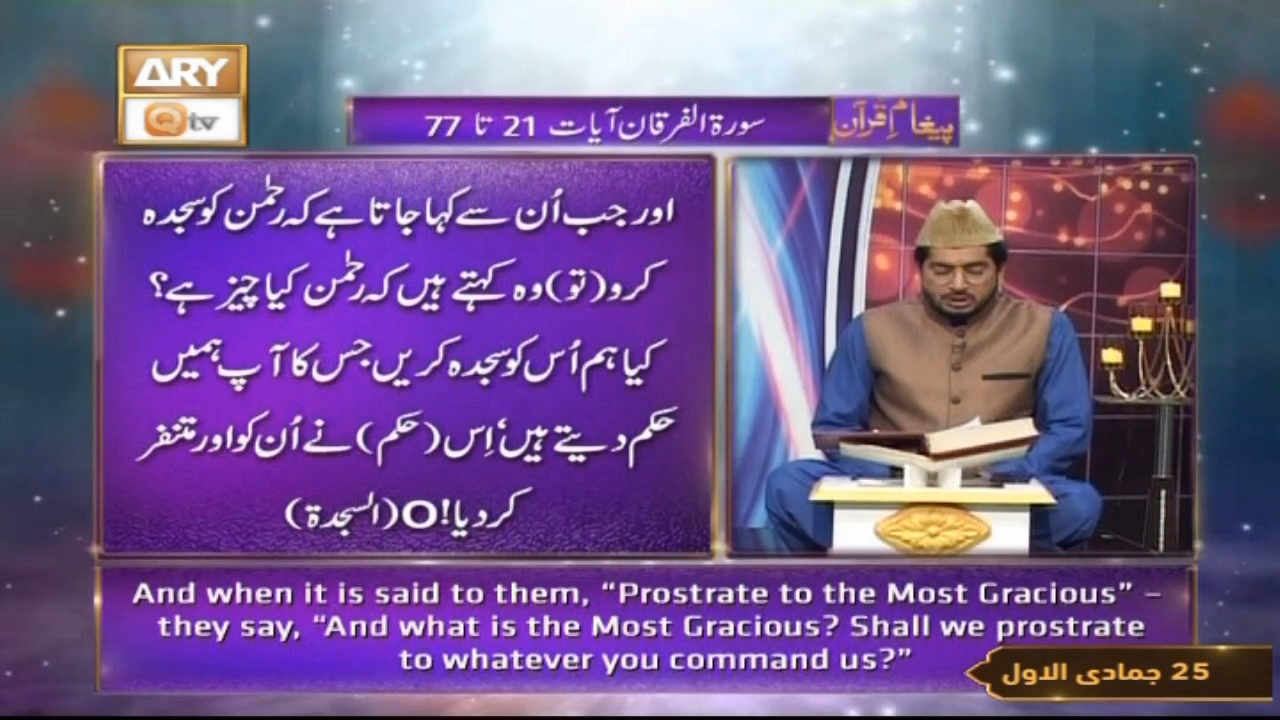 ARY
Qtv
پیغامِ قرآن
سورۃ الفرقان آیات 21 تا 77
اور جب اُن سے کہا جاتا ہے کہ رحمٰن کو سجدہ
کرو (تو) وہ کہتے ہیں کہ رحمٰن کیا چیز ہے؟
کیا ہم اُس کو سجدہ کریں جس کا آپ ہمیں
حکم دیتے ہیں، اِس (حکم) نے اُن کو اور متنفر
کر دیا! O (السجدۃ)
And when it is said to them, “Prostrate to the Most Gracious” –
they say, “And what is the Most Gracious? Shall we prostrate
to whatever you command us?”
25 جمادی الاول